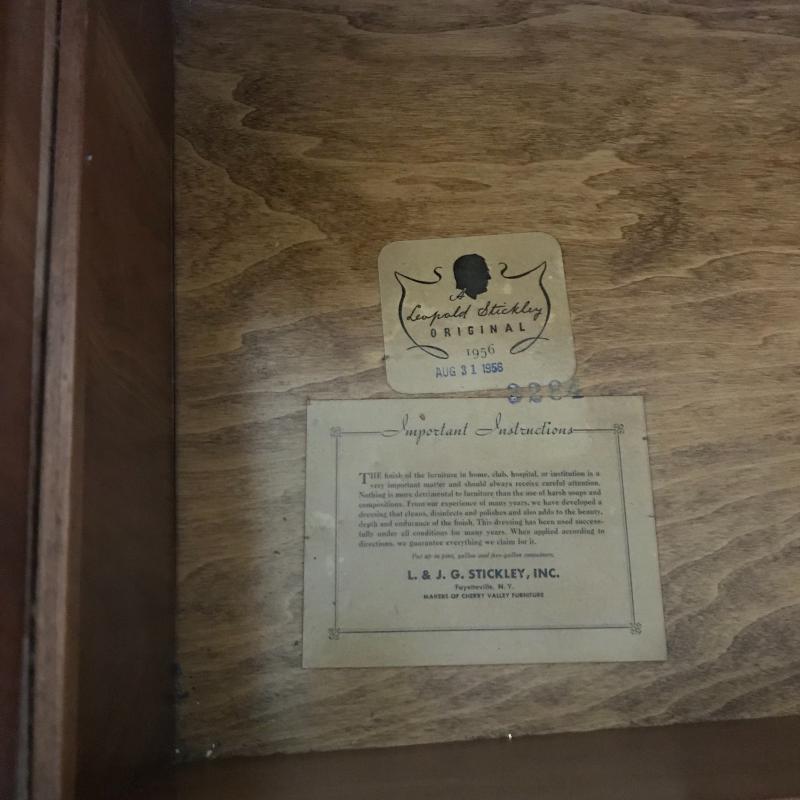 A
Leopold Stickley
ORIGINAL
1956
AUG 31 1956
3284
Important Instructions
THE finish of the furniture in home, club, hospital, or institution is a
very important matter and should always receive careful attention.
Nothing is more detrimental to furniture than the use of harsh soaps and
compositions. From our experience of many years, we have developed a
dressing that cleans, disinfects and polishes and also adds to the beauty,
depth and endurance of the finish. This dressing has been used success-
fully under all conditions for many years. When applied according to
directions, we guarantee everything we claim for it.
Put up in pint, gallon and five-gallon containers.
L. & J. G. STICKLEY, INC.
Fayetteville, N. Y.
MAKERS OF CHERRY VALLEY FURNITURE